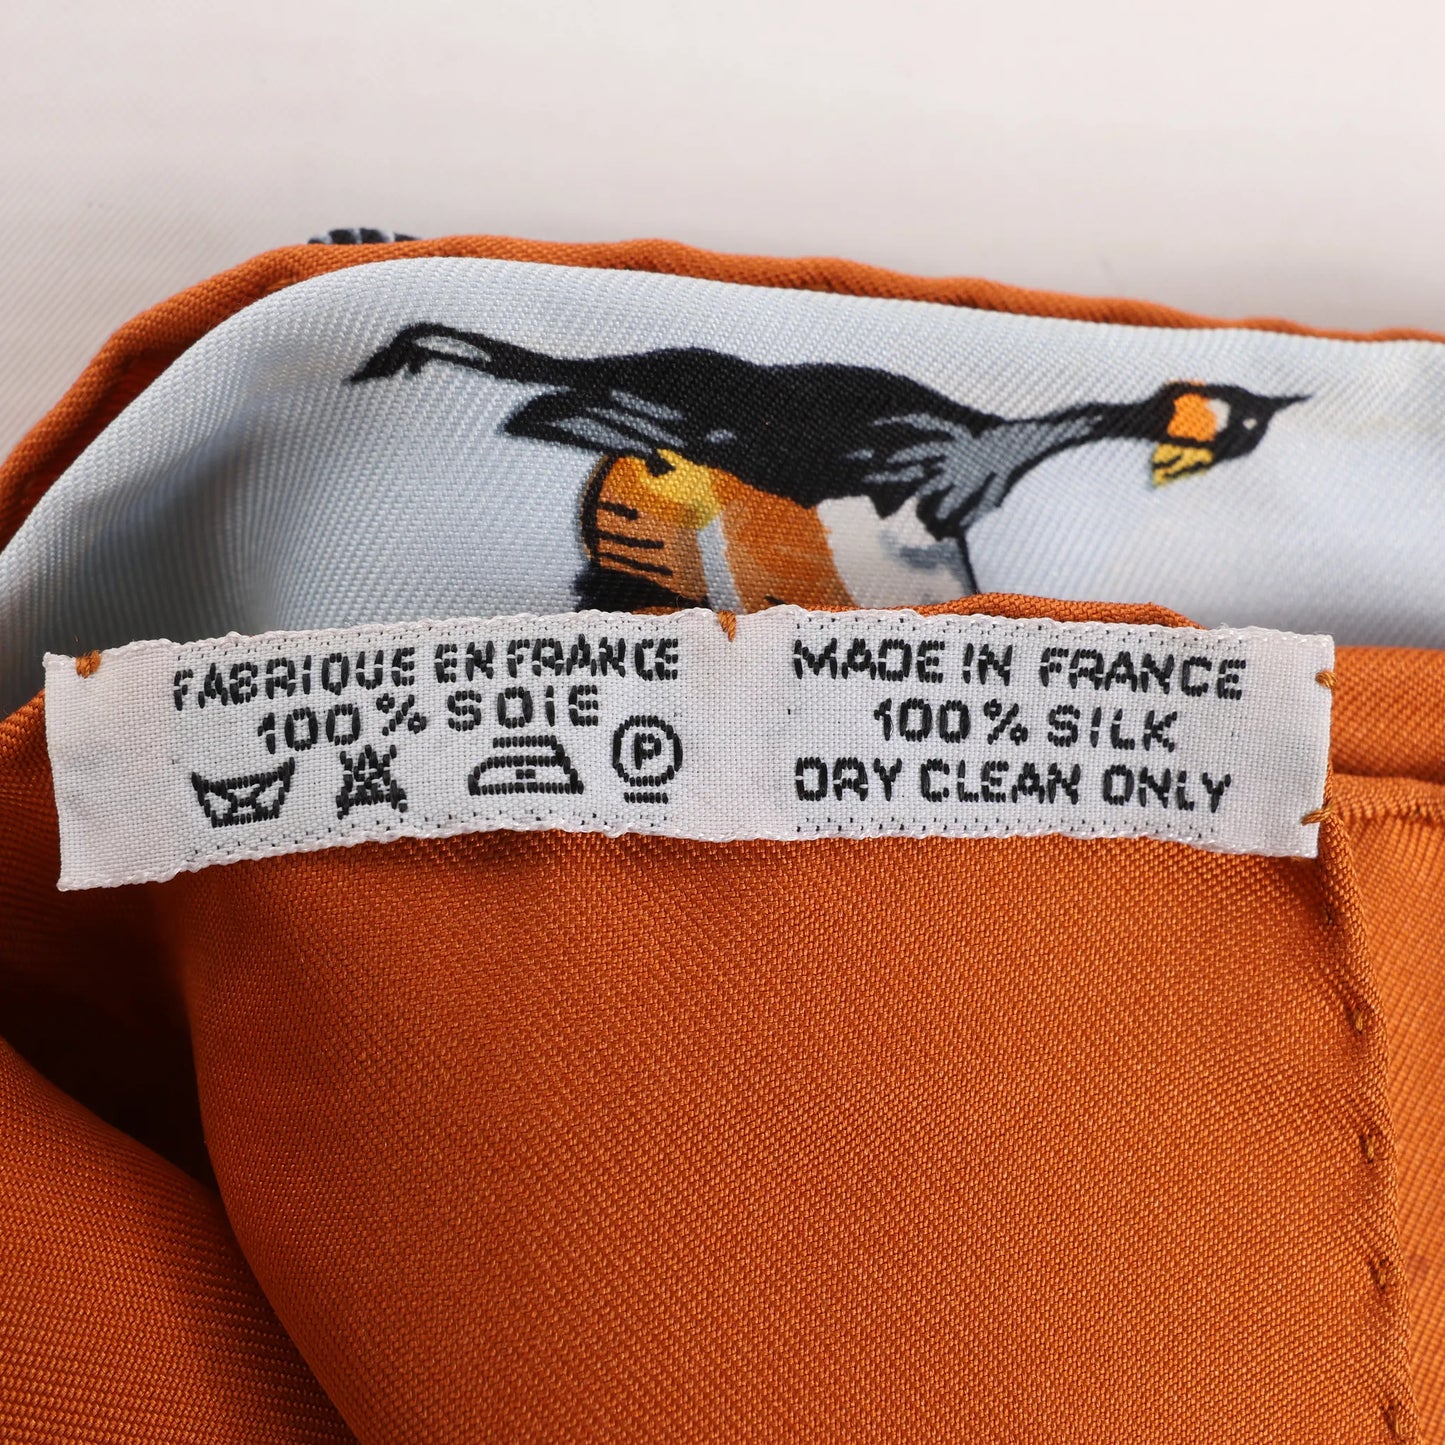 FABRIQUE EN FRANCE
100% SOIE
P
MADE IN FRANCE
100% SILK
DRY CLEAN ONLY